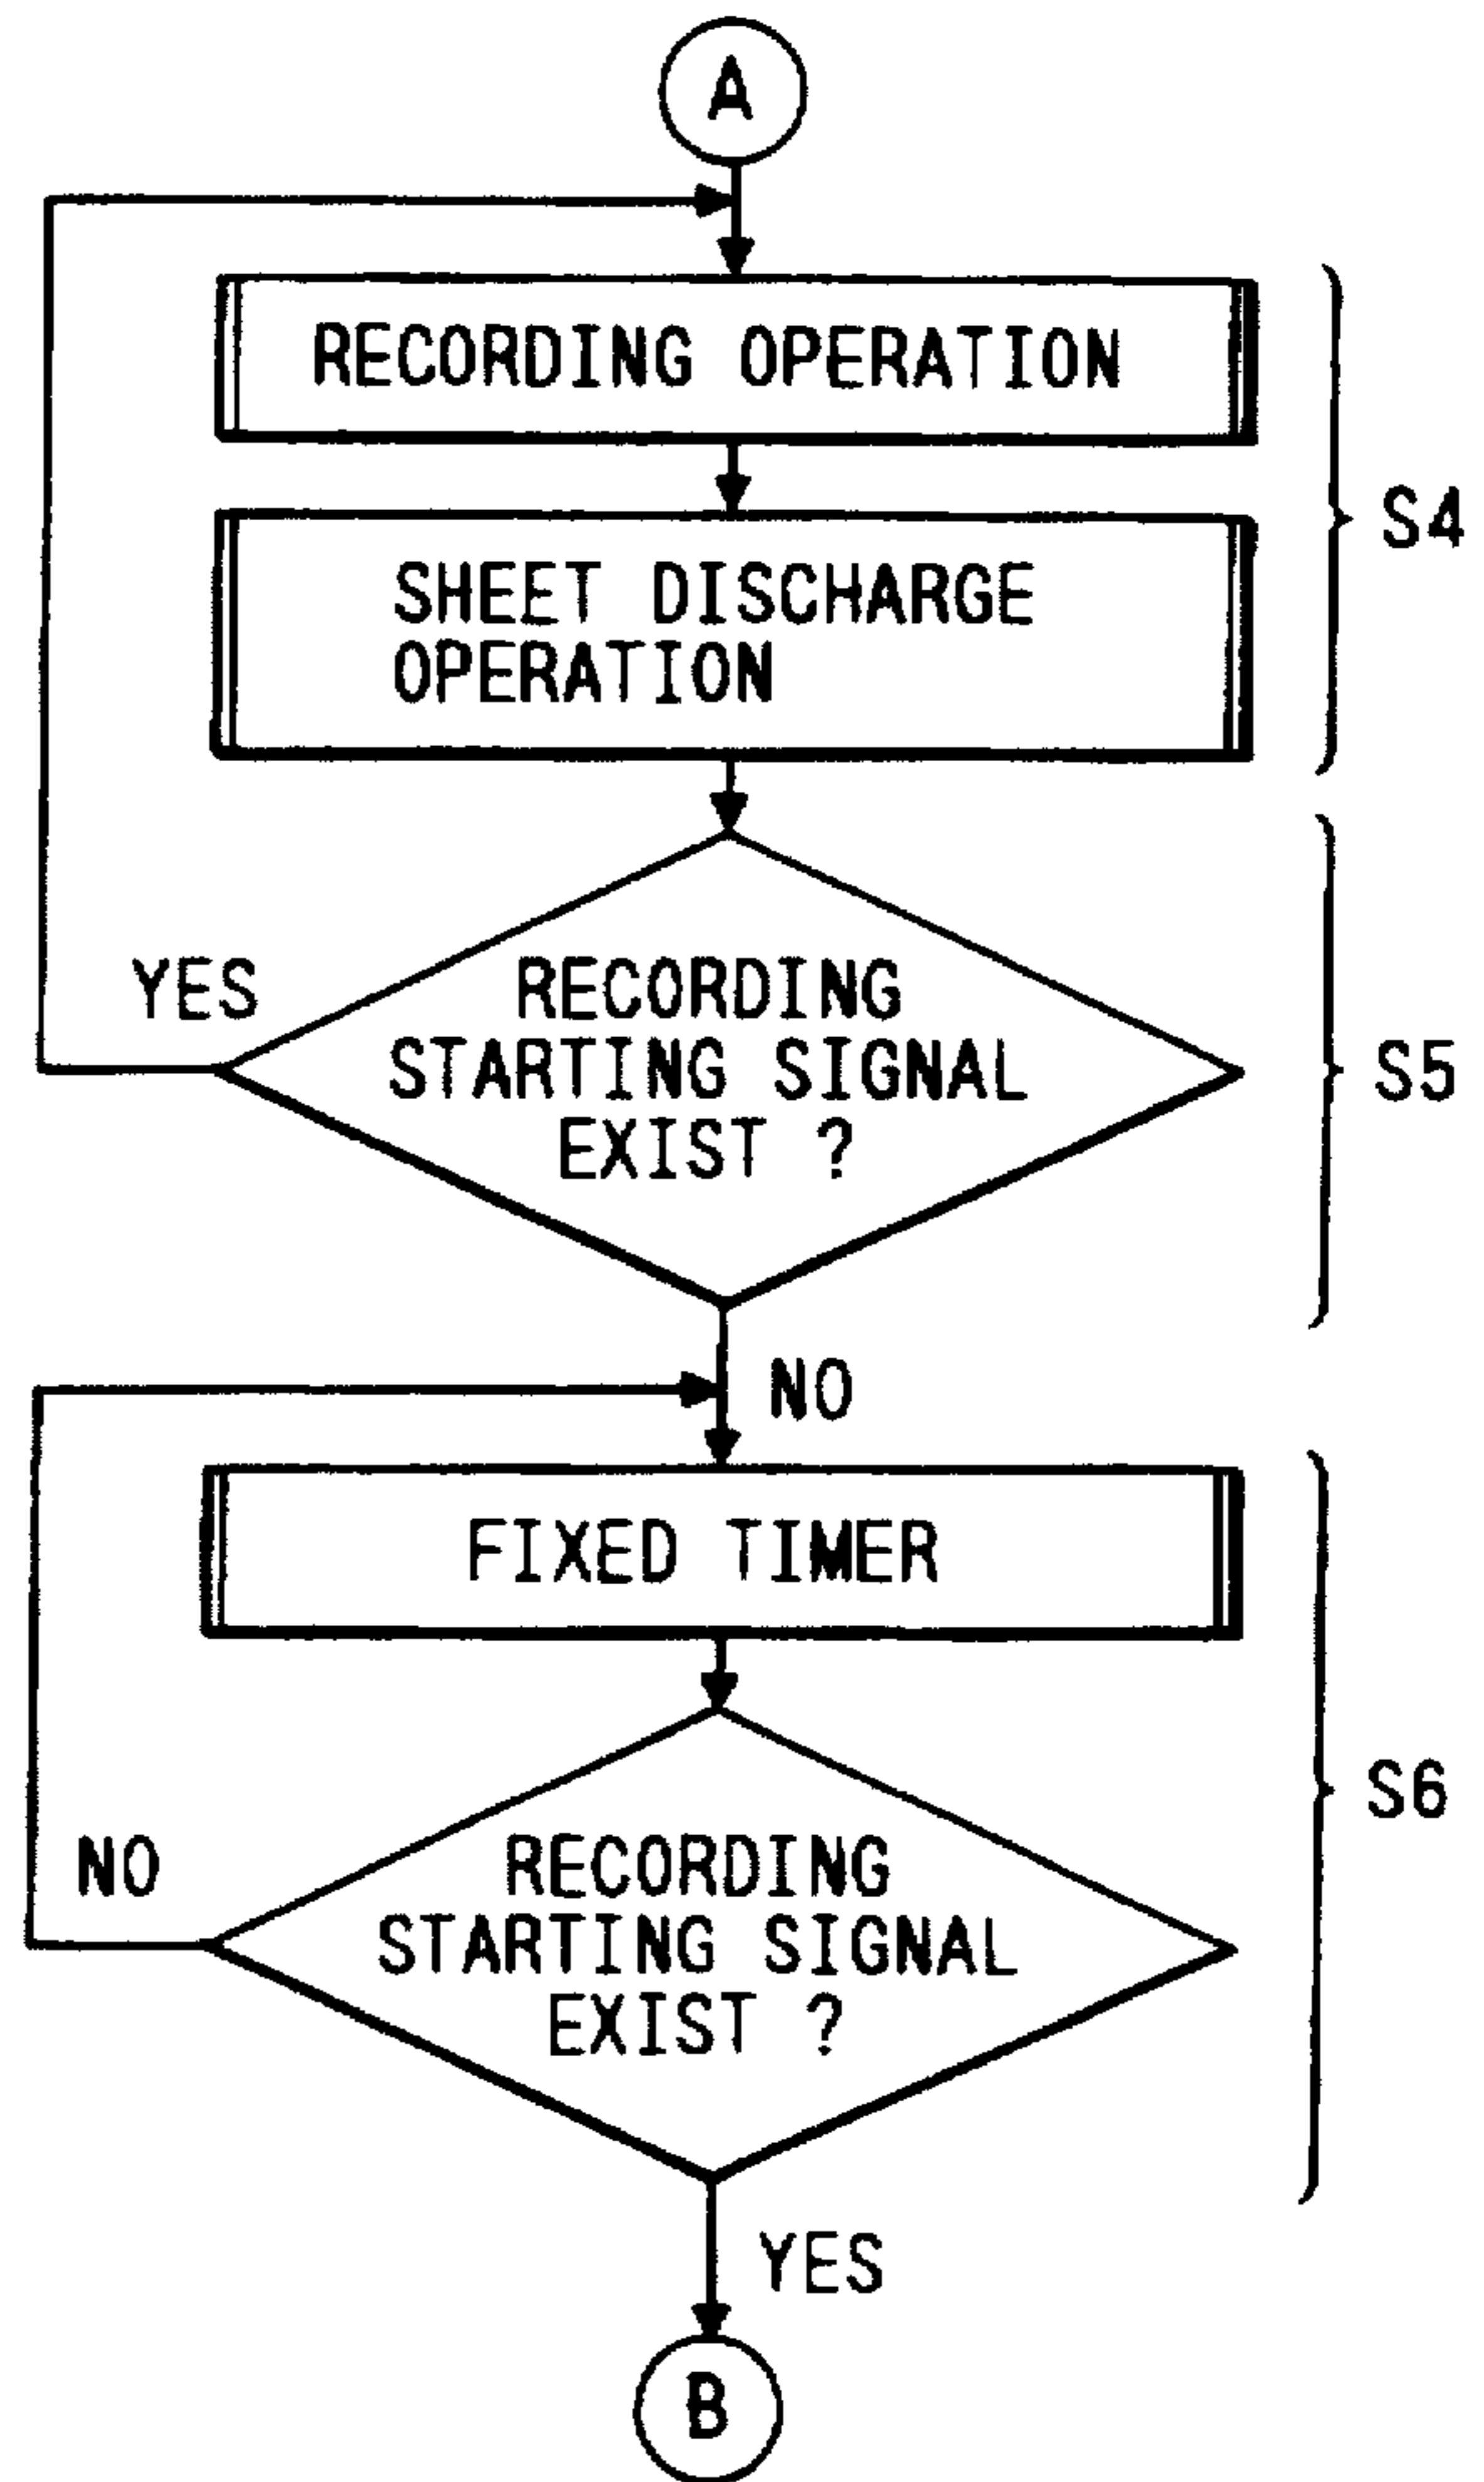 A
RECORDING OPERATION
SHEET DISCHARGE
OPERATION
S4
YES
RECORDING
STARTING SIGNAL
EXIST ?
S5
NO
FIXED TIMER
S6
NO
RECORDING
STARTING SIGNAL
EXIST ?
YES
B